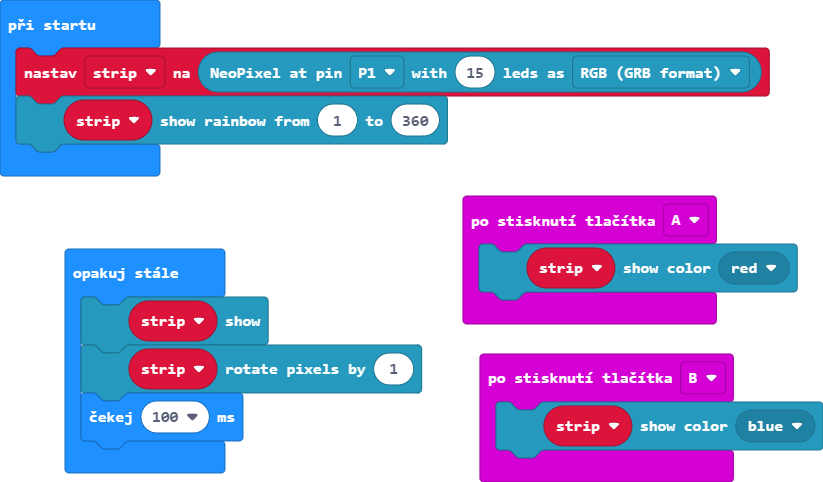 při startu
nastav strip na NeoPixel at pin P1 with 15 leds as RGB (GRB format)
strip show rainbow from 1 to 360
opakuj stále
strip show
strip rotate pixels by 1
čekej 100 ms
po stisknutí tlačítka A
strip show color red
po stisknutí tlačítka B
strip show color blue